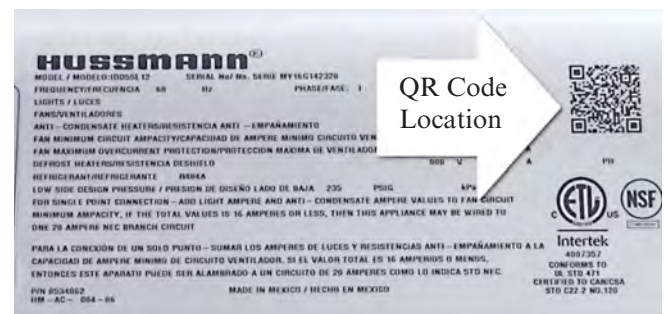 HUSSMANN®
MODEL / MODELO:IDD5SL12 SERIAL No/ No. SERIE MY16G142320
FREQUENCY/FRECUENCIA 60 Hz PHASE/FASE. 1
LIGHTS / LUCES
FANS/VENTILADORES
ANTI - CONDENSATE HEATERS/RESISTENCIA ANTI - EMPAÑAMIENTO
FAN MINIMUM CIRCUIT AMPACITY/CAPACIDAD DE AMPERE MINIMO CIRCUITO VEN
FAN MAXIMUM OVERCURRENT PROTECTION/PROTECCION MAXIMA DE VENTILADO
DEFROST HEATERS/RESISTENCIA DESHIELO V A PH
REFRIGERANT/REFRIGERANTE R404A
LOW SIDE DESIGN PRESSURE / PRESION DE DISEÑO LADO DE BAJA 235 PSIG kPa
FOR SINGLE POINT CONNECTION - ADD LIGHT AMPERE AND ANTI - CONDENSATE AMPERE VALUES TO FAN CIRCUIT
MINIMUM AMPACITY, IF THE TOTAL VALUES IS 16 AMPERES OR LESS, THEN THIS APPLIANCE MAY BE WIRED TO
ONE 20 AMPERE NEC BRANCH CIRCUIT
PARA LA CONEXIÓN DE UN SOLO PUNTO - SUMAR LOS AMPERES DE LUCES Y RESISTENCIAS ANTI - EMPAÑAMIENTO A LA
CAPACIDAD DE AMPERE MINIMO DE CIRCUITO VENTILADOR. SI EL VALOR TOTAL ES 16 AMPERIOS O MENOS,
ENTONCES ESTE APARATO PUEDE SER ALAMBRADO A UN CIRCUITO DE 20 AMPERES COMO LO INDICA STD NEC.
P/N 0534862 MADE IN MEXICO / HECHO EN MEXICO
HM-AC- 004-06
QR Code
Location
C ETL US
NSF
Intertek
4007357
CONFORMS TO
UL STD 471
CERTIFIED TO CAN/CSA
STD C22.2 NO.120